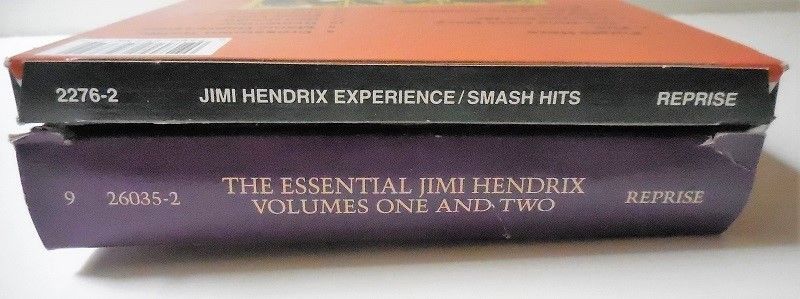 2276-2 JIMI HENDRIX EXPERIENCE/SMASH HITS REPRISE
9 26035-2 THE ESSENTIAL JIMI HENDRIX
VOLUMES ONE AND TWO REPRISE